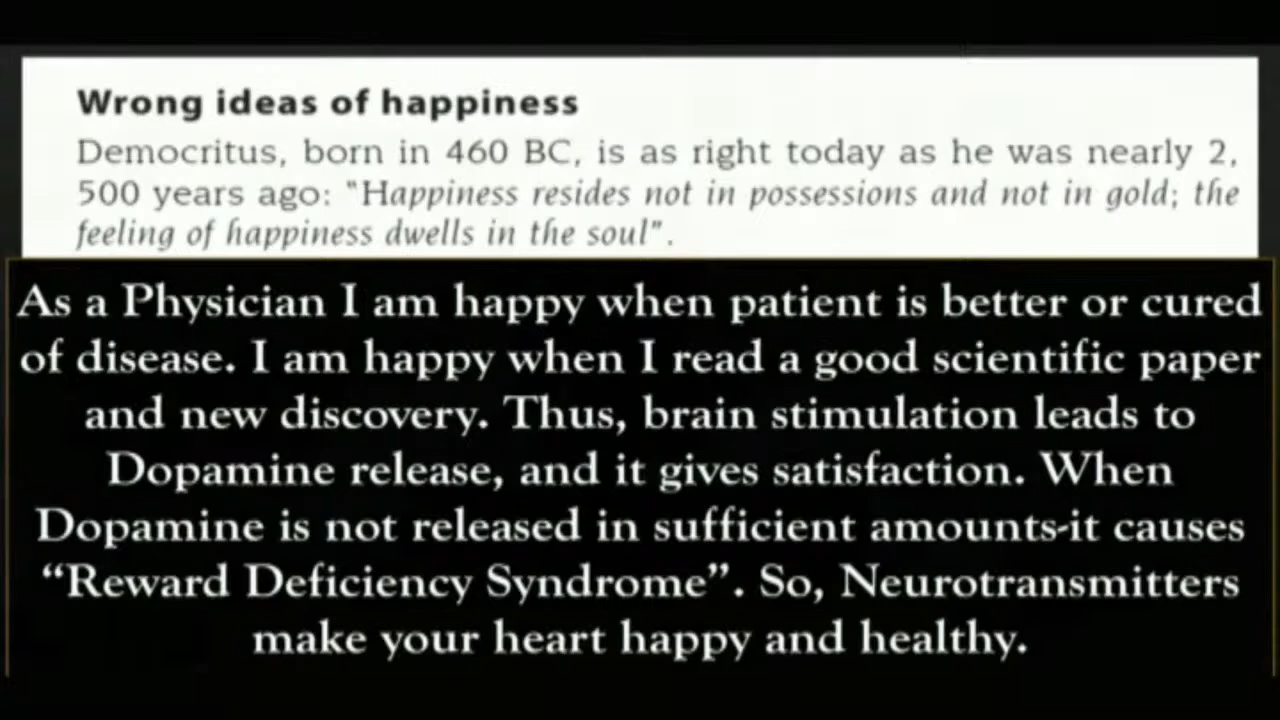 Wrong ideas of happiness
Democritus, born in 460 BC, is as right today as he was nearly 2,
500 years ago: "Happiness resides not in possessions and not in gold; the
feeling of happiness dwells in the soul".
As a Physician I am happy when patient is better or cured
of disease. I am happy when I read a good scientific paper
and new discovery. Thus, brain stimulation leads to
Dopamine release, and it gives satisfaction. When
Dopamine is not released in sufficient amounts-it causes
“Reward Deficiency Syndrome”. So, Neurotransmitters
make your heart happy and healthy.